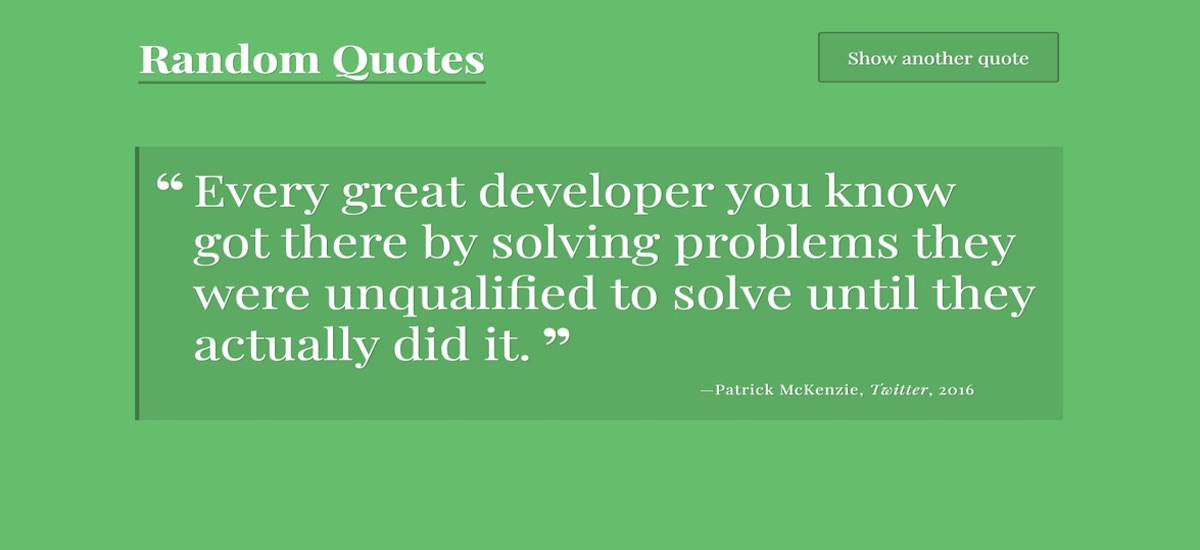 Random Quotes
Show another quote
“ Every great developer you know
got there by solving problems they
were unqualified to solve until they
actually did it. ”
—Patrick McKenzie, Twitter, 2016